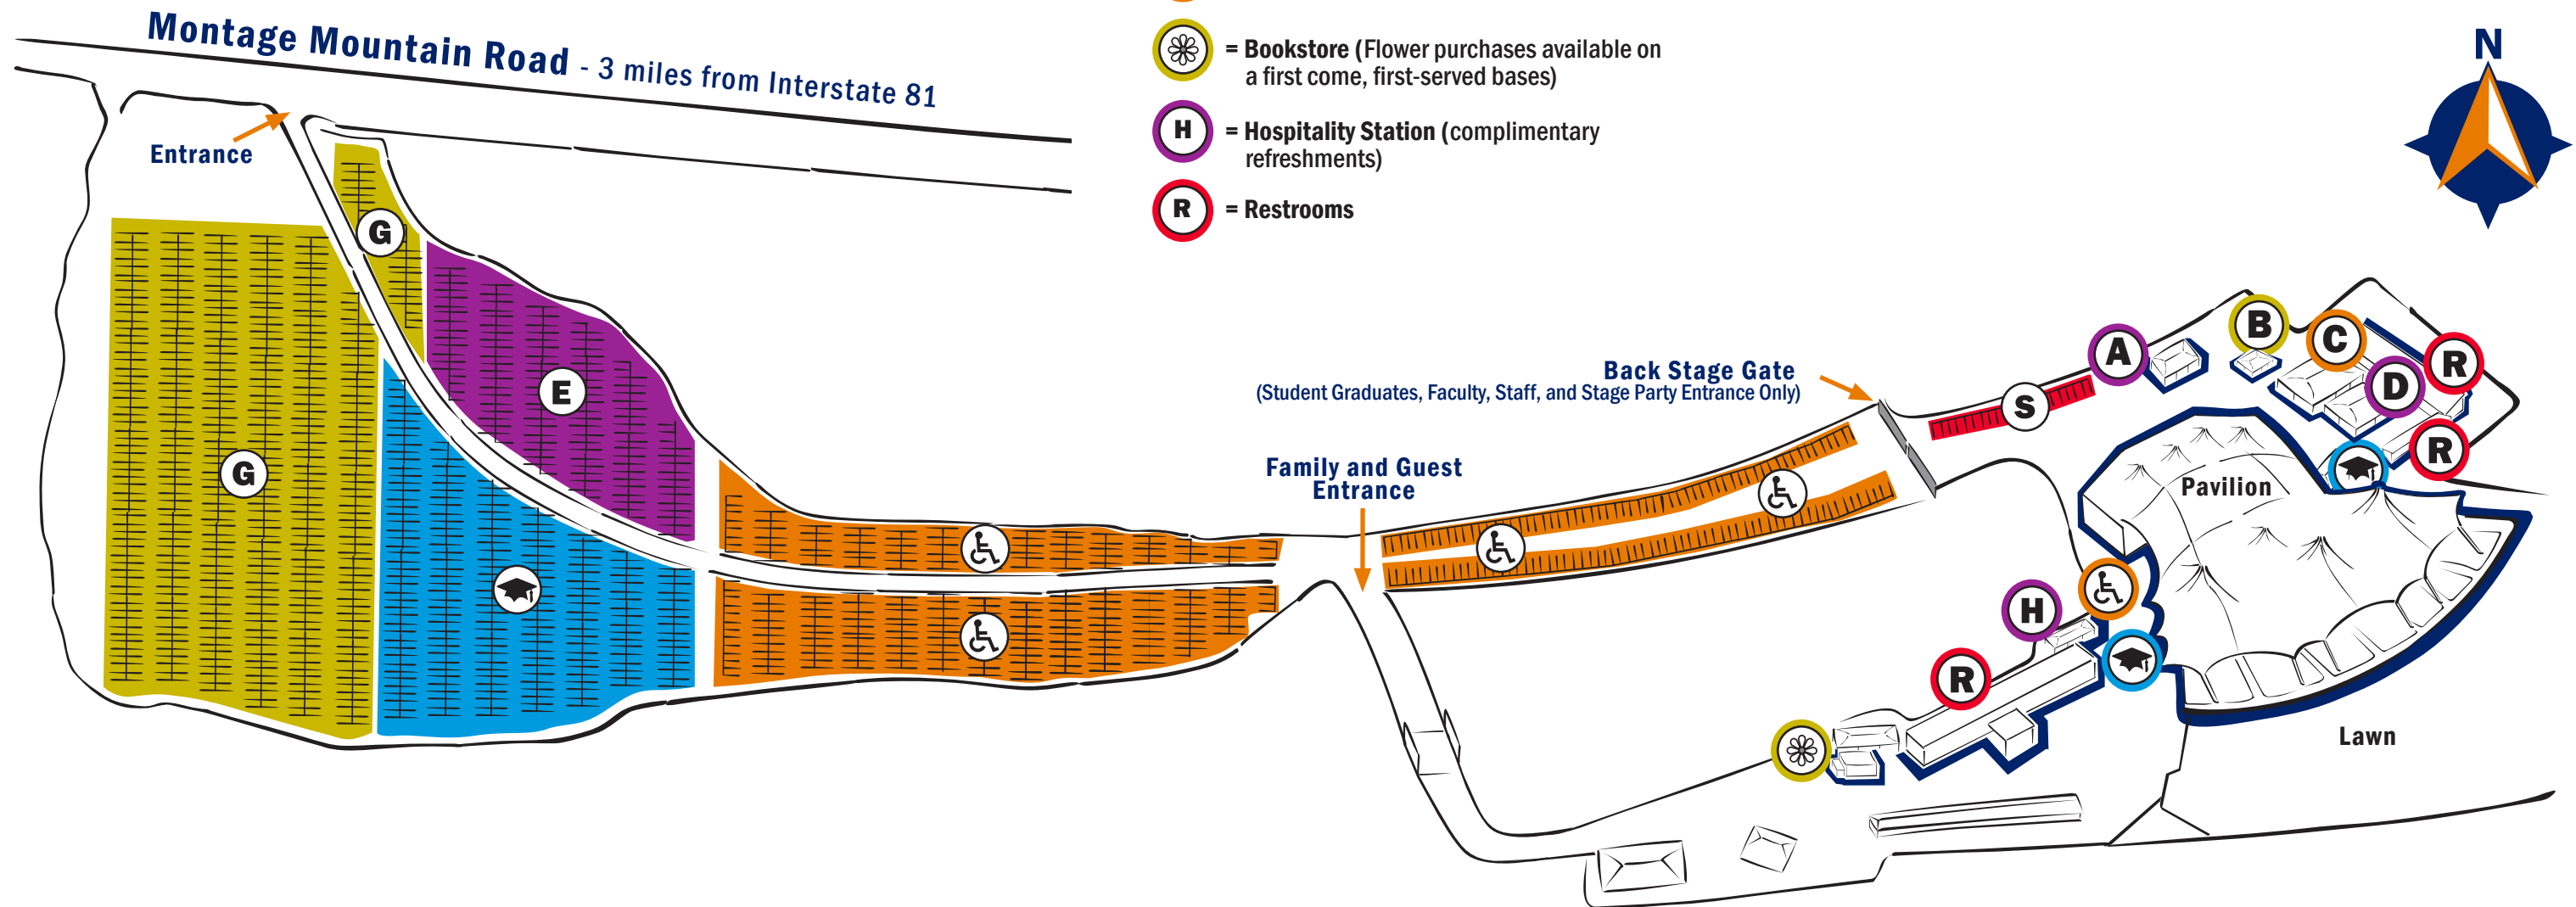 Montage Mountain Road - 3 miles from Interstate 81
Entrance
= Bookstore (Flower purchases available on
a first come, first-served bases)
H = Hospitality Station (complimentary
refreshments)
R = Restrooms
N
G
G
E
Family and Guest
Entrance
Back Stage Gate
(Student Graduates, Faculty, Staff, and Stage Party Entrance Only)
S
A
B
C
D
R
R
Pavilion
H
R
Lawn